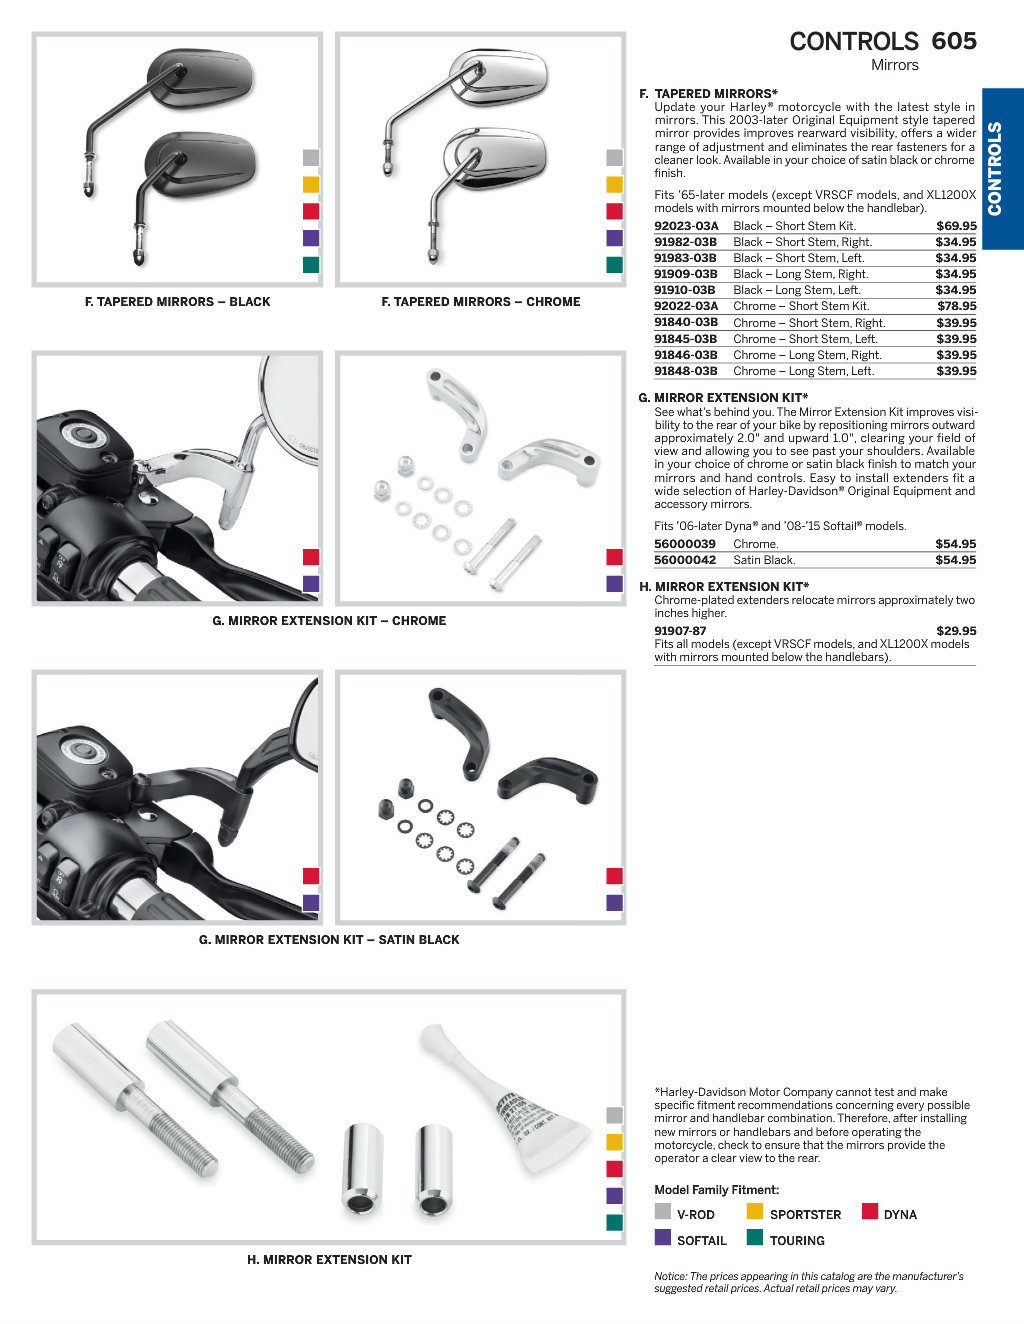 CONTROLS 605
Mirrors
CONTROLS
F. TAPERED MIRRORS – BLACK
F. TAPERED MIRRORS – CHROME
G. MIRROR EXTENSION KIT – CHROME
G. MIRROR EXTENSION KIT – SATIN BLACK
H. MIRROR EXTENSION KIT
F. TAPERED MIRRORS*
Update your Harley® motorcycle with the latest style in
mirrors. This 2003-later Original Equipment style tapered
mirror provides improves rearward visibility, offers a wider
range of adjustment and eliminates the rear fasteners for a
cleaner look. Available in your choice of satin black or chrome
finish.
Fits '65-later models (except VRSCF models, and XL1200X
models with mirrors mounted below the handlebar).
92023-03A Black – Short Stem Kit. $69.95
91982-03B Black – Short Stem, Right. $34.95
91983-03B Black – Short Stem, Left. $34.95
91909-03B Black – Long Stem, Right. $34.95
91910-03B Black – Long Stem, Left. $34.95
92022-03A Chrome – Short Stem Kit. $78.95
91840-03B Chrome – Short Stem, Right. $39.95
91845-03B Chrome – Short Stem, Left. $39.95
91846-03B Chrome – Long Stem, Right. $39.95
91848-03B Chrome – Long Stem, Left. $39.95
G. MIRROR EXTENSION KIT*
See what's behind you. The Mirror Extension Kit improves visi-
bility to the rear of your bike by repositioning mirrors outward
approximately 2.0" and upward 1.0", clearing your field of
view and allowing you to see past your shoulders. Available
in your choice of chrome or satin black finish to match your
mirrors and hand controls. Easy to install extenders fit a
wide selection of Harley-Davidson® Original Equipment and
accessory mirrors.
Fits '06-later Dyna® and '08-'15 Softail® models.
56000039 Chrome. $54.95
56000042 Satin Black. $54.95
H. MIRROR EXTENSION KIT*
Chrome-plated extenders relocate mirrors approximately two
inches higher.
91907-87 $29.95
Fits all models (except VRSCF models, and XL1200X models
with mirrors mounted below the handlebars).
*Harley-Davidson Motor Company cannot test and make
specific fitment recommendations concerning every possible
mirror and handlebar combination. Therefore, after installing
new mirrors or handlebars and before operating the
motorcycle, check to ensure that the mirrors provide the
operator a clear view to the rear.
Model Family Fitment:
V-ROD SPORTSTER DYNA
SOFTAIL TOURING
Notice: The prices appearing in this catalog are the manufacturer's
suggested retail prices. Actual retail prices may vary.